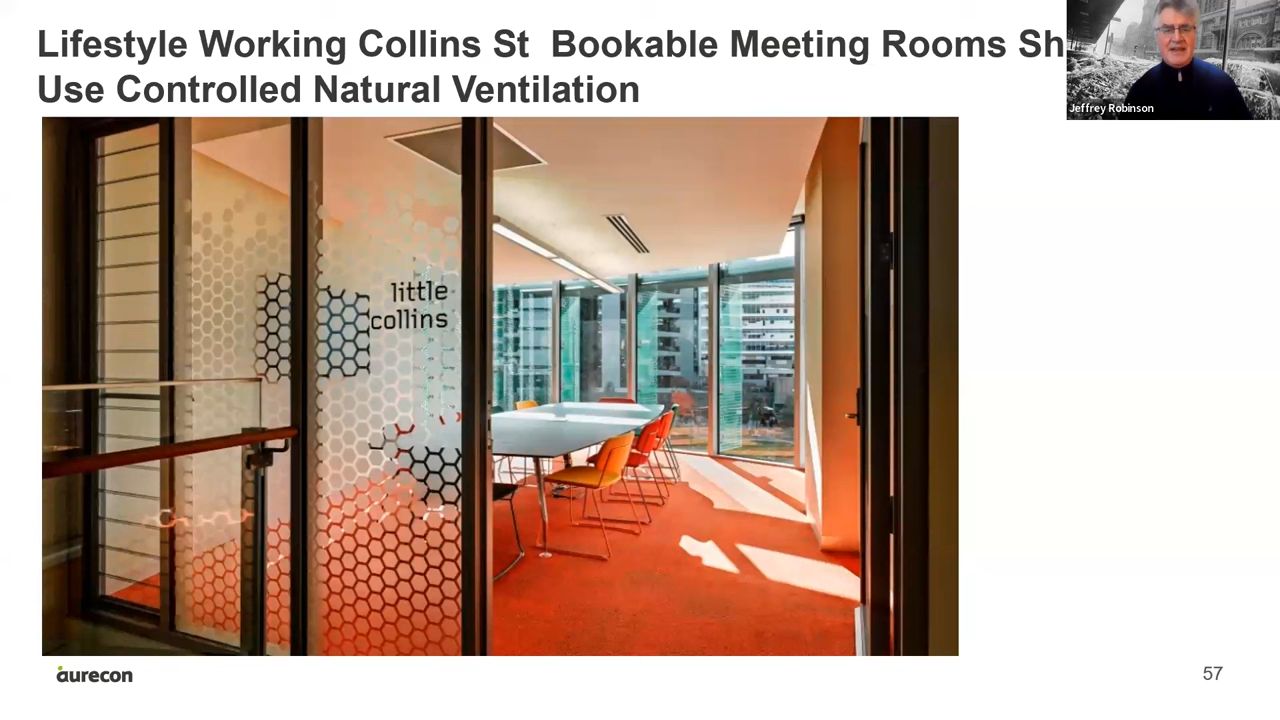 Lifestyle Working Collins St Bookable Meeting Rooms Sh
Use Controlled Natural Ventilation
Jeffrey Robinson
little
collins
aurecon
57